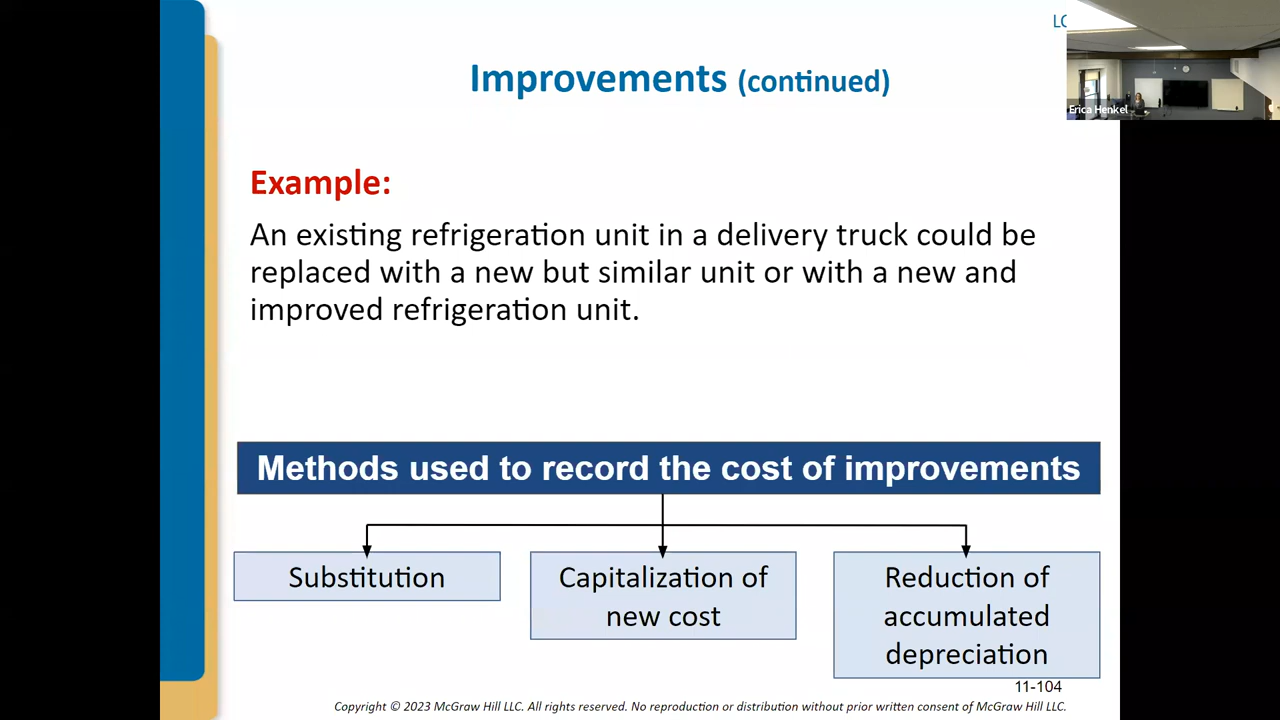 LO
Improvements (continued)
Erica Henkel
Example:
An existing refrigeration unit in a delivery truck could be
replaced with a new but similar unit or with a new and
improved refrigeration unit.
Methods used to record the cost of improvements
Substitution
Capitalization of
new cost
Reduction of
accumulated
depreciation
11-104
Copyright © 2023 McGraw Hill LLC. All rights reserved. No reproduction or distribution without prior written consent of McGraw Hill LLC.